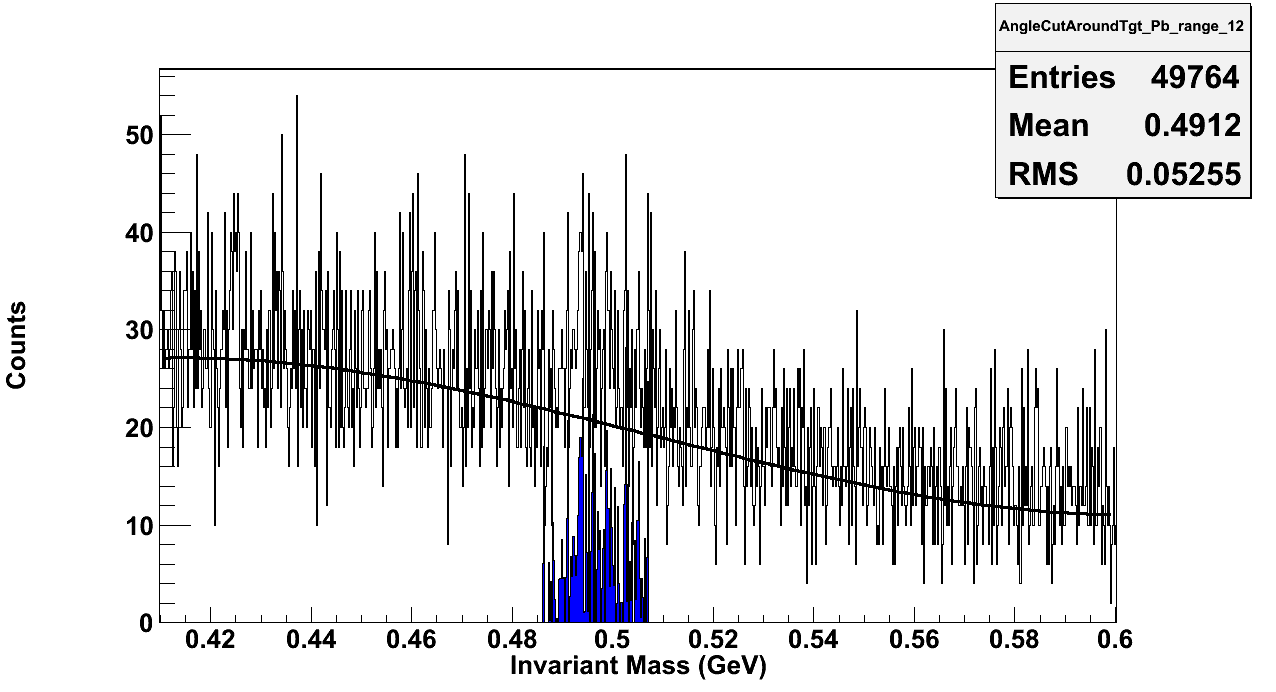 AngleCutAroundTgt_Pb_range_12
Entries 49764
Mean 0.4912
RMS 0.05255
Counts
50
40
30
20
10
0
0.42 0.44 0.46 0.48 0.5 0.52 0.54 0.56 0.58 0.6
Invariant Mass (GeV)